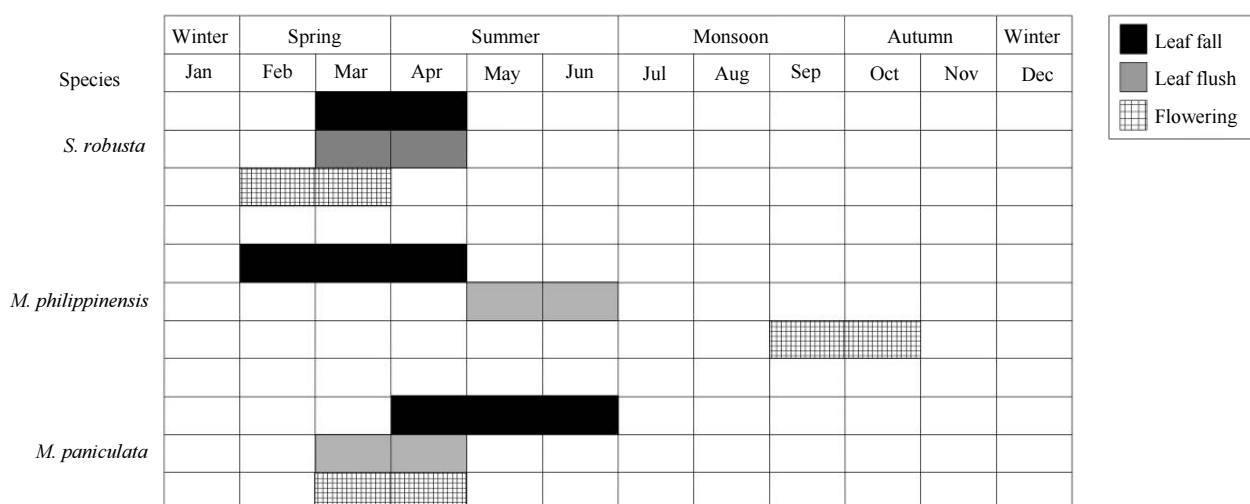 Winter Spring Summer Monsoon Autumn Winter
Species Jan Feb Mar Apr May Jun Jul Aug Sep Oct Nov Dec
S. robusta
M. philippinensis
M. paniculata
Leaf fall
Leaf flush
Flowering